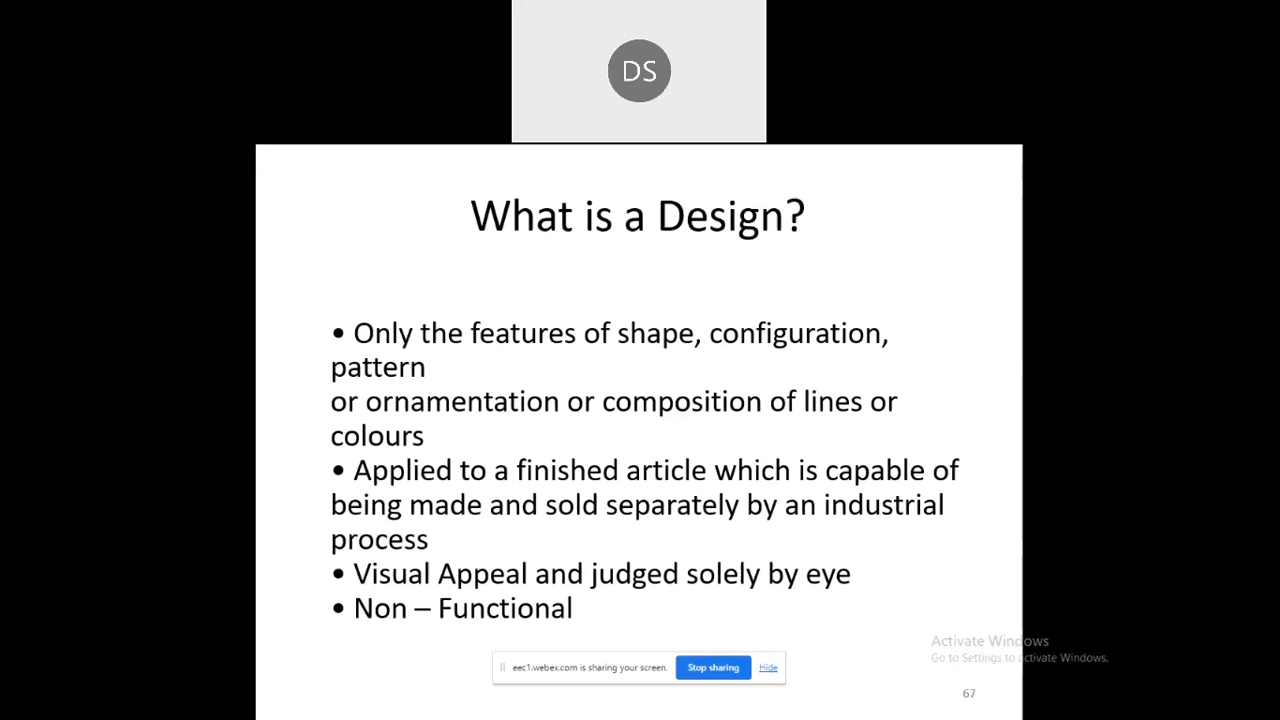 DS
What is a Design?
• Only the features of shape, configuration,
pattern
or ornamentation or composition of lines or
colours
• Applied to a finished article which is capable of
being made and sold separately by an industrial
process
• Visual Appeal and judged solely by eye
• Non – Functional
Activate Windows
Go to Settings to activate Windows.
eec1.webex.com is sharing your screen. Stop sharing Hide
67